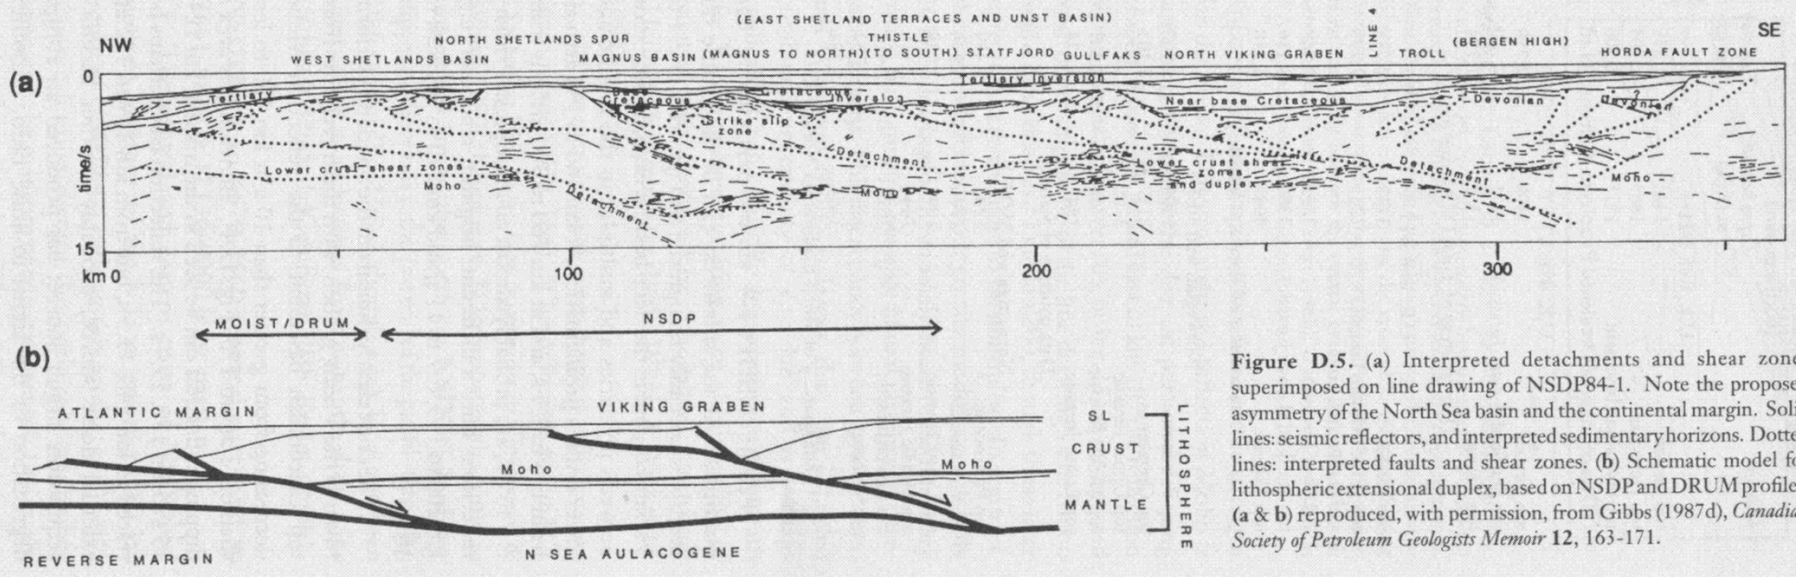 (EAST SHETLAND TERRACES AND UNST BASIN)
NW
NORTH SHETLANDS SPUR
THISTLE
LINE 4
(BERGEN HIGH)
SE
WEST SHETLANDS BASIN
MAGNUS BASIN
(MAGNUS TO NORTH)(TO SOUTH) STATFJORD
GULLFAKS
NORTH VIKING GRABEN
TROLL
HORDA FAULT ZONE
(a)
0
time/s
15
Tertiary
Base
Cretaceous
Cretaceous
Inversion
Tertiary Inversion
Near base Cretaceous
Devonian
?
Devonian
Strike slip
zone
Detachment
Lower crust shear zones
Moho
Detachment
Moho
Lower crust shear
zones
and duplex
Detachment
Moho
km 0
100
200
300
MOIST/DRUM
NSDP
(b)
ATLANTIC MARGIN
VIKING GRABEN
SL
CRUST
MANTLE
LITHOSPHERE
Moho
Moho
REVERSE MARGIN
N SEA AULACOGENE
Figure D.5. (a) Interpreted detachments and shear zone
superimposed on line drawing of NSDP84-1. Note the propose
asymmetry of the North Sea basin and the continental margin. Soli
lines: seismic reflectors, and interpreted sedimentary horizons. Dotte
lines: interpreted faults and shear zones. (b) Schematic model fo
lithospheric extensional duplex, based on NSDP and DRUM profile
(a & b) reproduced, with permission, from Gibbs (1987d), Canadia
Society of Petroleum Geologists Memoir 12, 163-171.